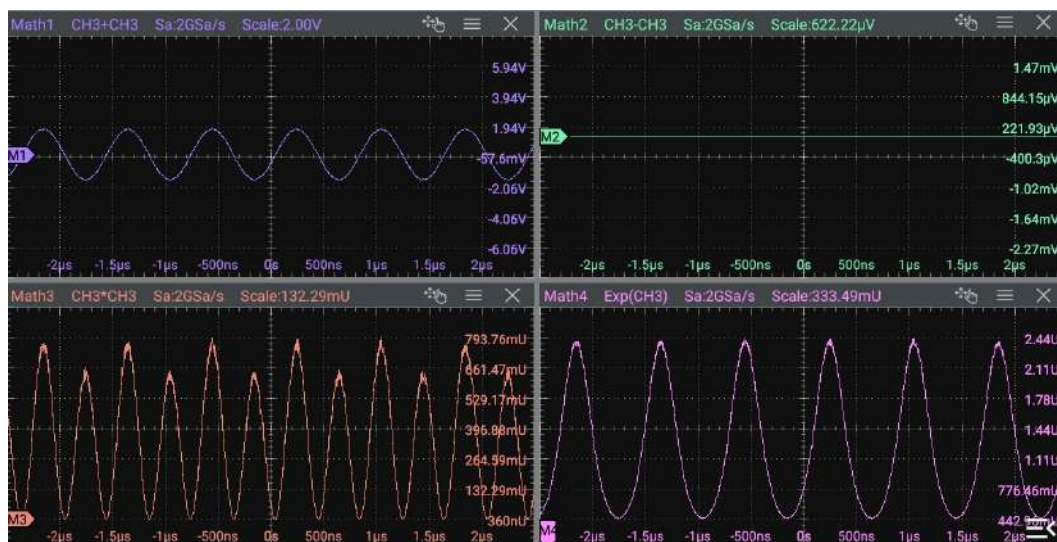 Math1 CH3+CH3 Sa:2GSa/s Scale:2.00V
5.94V
3.94V
1.94V
M1
-57.6mV
-2.06V
-4.06V
-6.06V
-2µs -1.5µs -1µs -500ns 0s 500ns 1µs 1.5µs 2µs
Math2 CH3-CH3 Sa:2GSa/s Scale:622.22µV
1.47mV
844.15µV
221.93µV
M2
-400.3µV
-1.02mV
-1.64mV
-2.27mV
-2µs -1.5µs -1µs -500ns 0s 500ns 1µs 1.5µs 2µs
Math3 CH3*CH3 Sa:2GSa/s Scale:132.29mU
793.76mU
661.47mU
529.17mU
396.88mU
264.59mU
132.29mU
M3
360nU
-2µs -1.5µs -1µs -500ns 0s 500ns 1µs 1.5µs 2µs
Math4 Exp(CH3) Sa:2GSa/s Scale:333.49mU
2.44U
2.11U
1.78U
1.44U
1.11U
776.46mU
M4
-2µs -1.5µs -1µs -500ns 0s 500ns 1µs 1.5µs 2µs